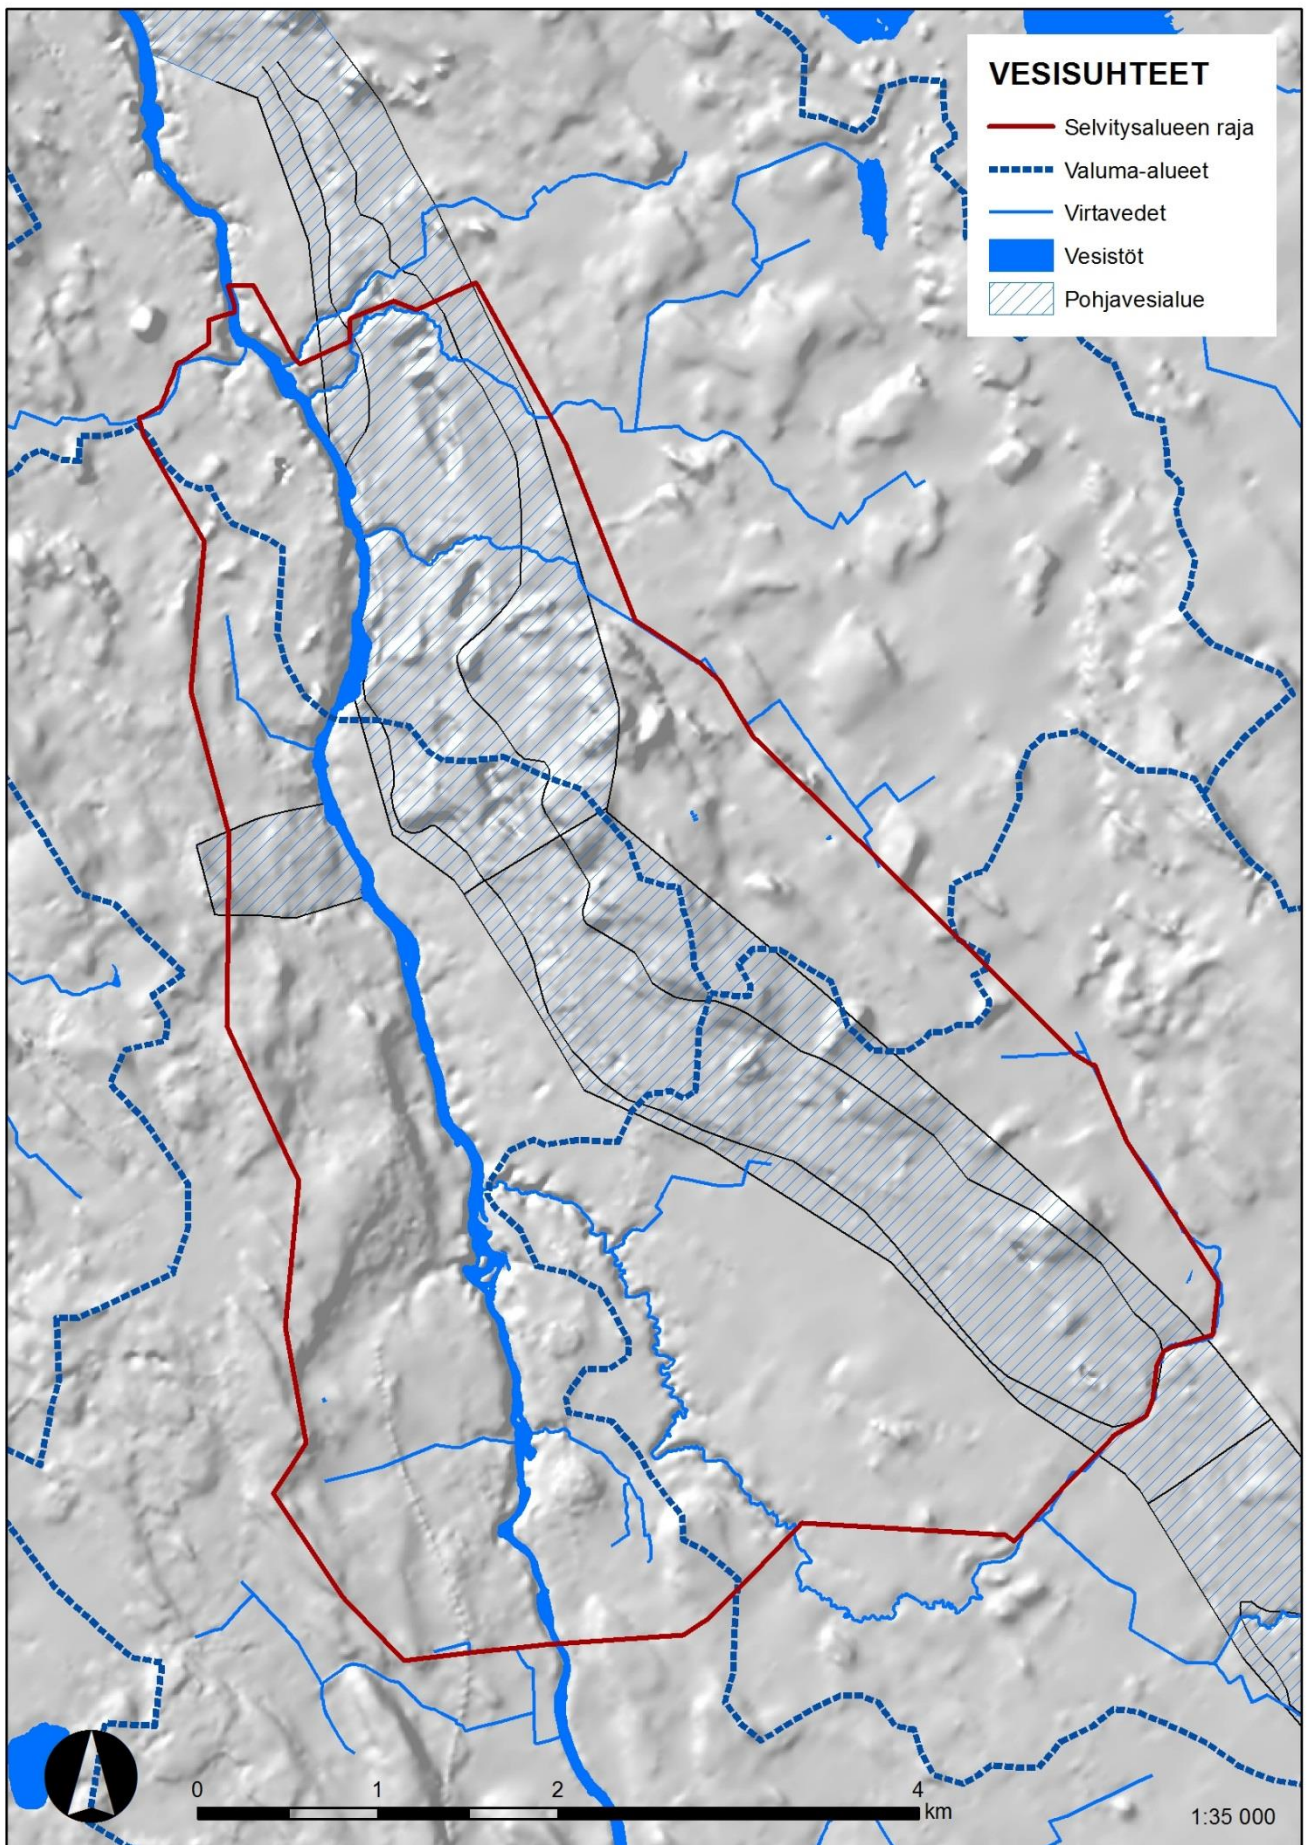 VESISUHTEET
Selvitysalueen raja
Valuma-alueet
Virtavedet
Vesistöt
Pohjavesialue
0 1 2 4
km
1:35 000